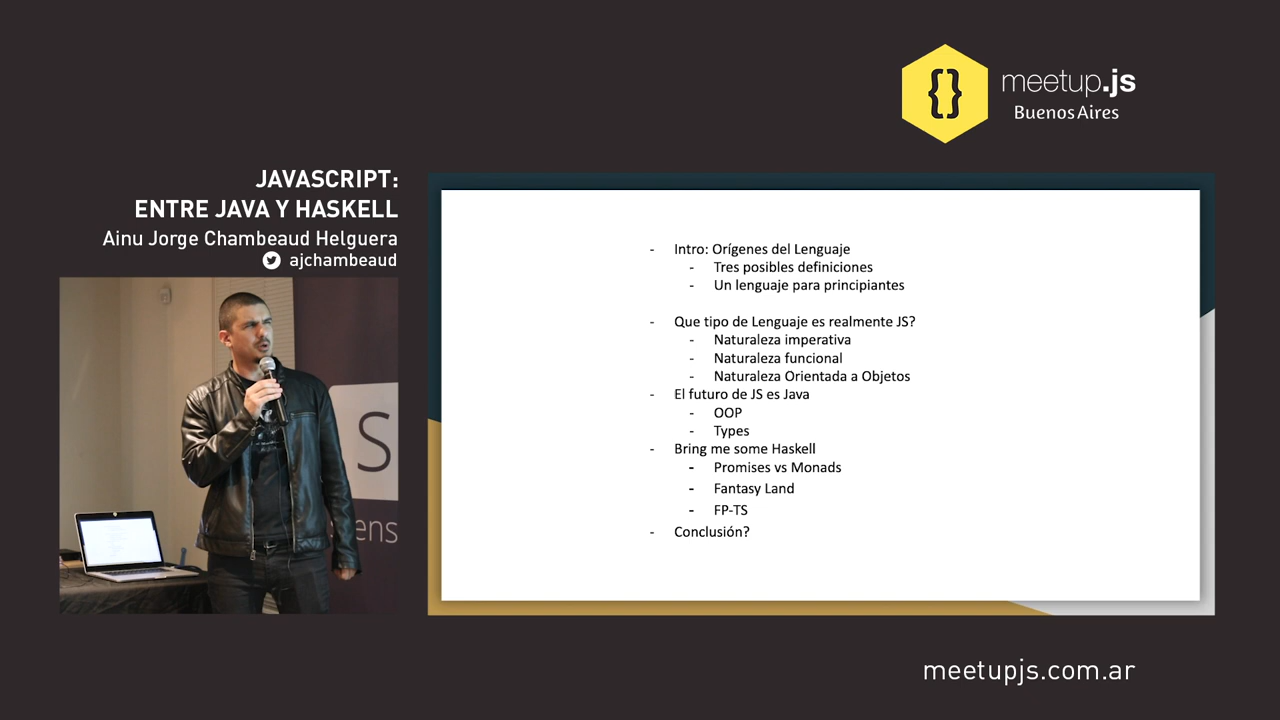 {}
meetup.js
Buenos Aires
JAVASCRIPT:
ENTRE JAVA Y HASKELL
Ainu Jorge Chambeaud Helguera
ajchambeaud
- Intro: Orígenes del Lenguaje
- Tres posibles definiciones
- Un lenguaje para principiantes
- Que tipo de Lenguaje es realmente JS?
- Naturaleza imperativa
- Naturaleza funcional
- Naturaleza Orientada a Objetos
- El futuro de JS es Java
- OOP
- Types
- Bring me some Haskell
- Promises vs Monads
- Fantasy Land
- FP-TS
- Conclusión?
S
ens
meetupjs.com.ar